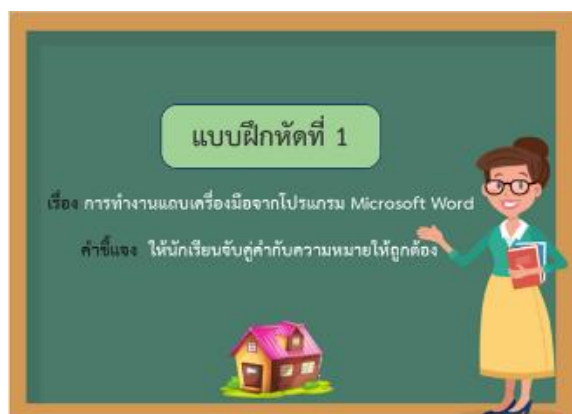 แบบฝึกหัดที่ 1
เรื่อง การทำงานแถบเครื่องมือจากโปรแกรม Microsoft Word
คำชี้แจง ให้นักเรียนจับคู่คำกับความหมายให้ถูกต้อง